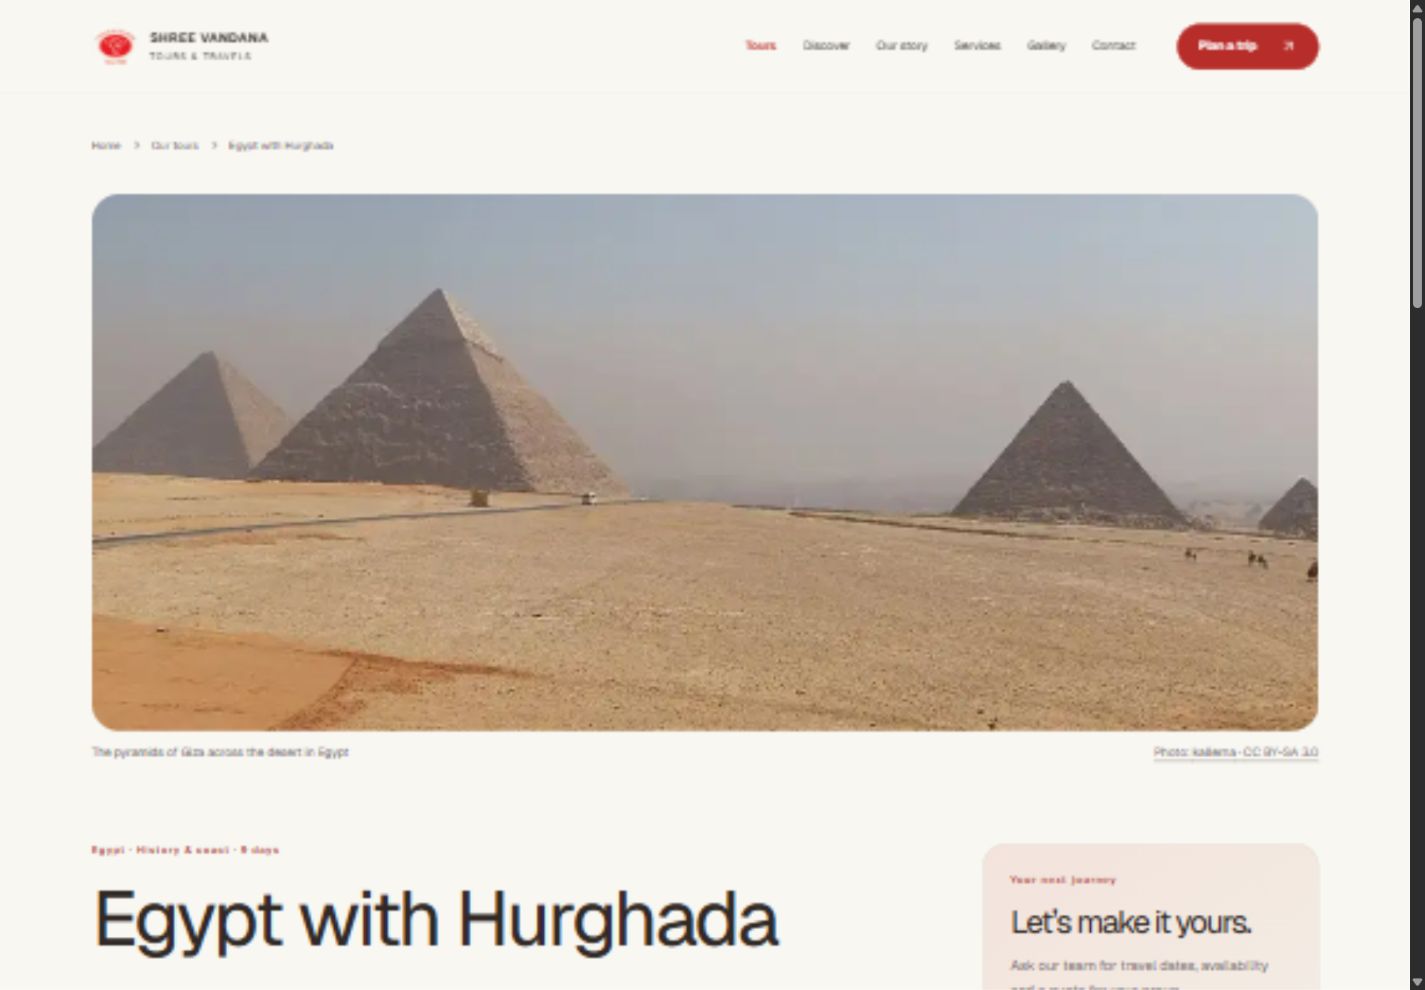 SHREE VANDANA
TOURS & TRAVELS
Tours
Discover
Our story
Services
Gallery
Contact
Plan a trip
Home > Our tours > Egypt with Hurghada
The pyramids of Giza across the desert in Egypt
Photo: kallerna · CC BY-SA 3.0
Egypt · History & coast · 9 days
Egypt with Hurghada
Your next journey
Let's make it yours.
Ask our team for travel dates, availability